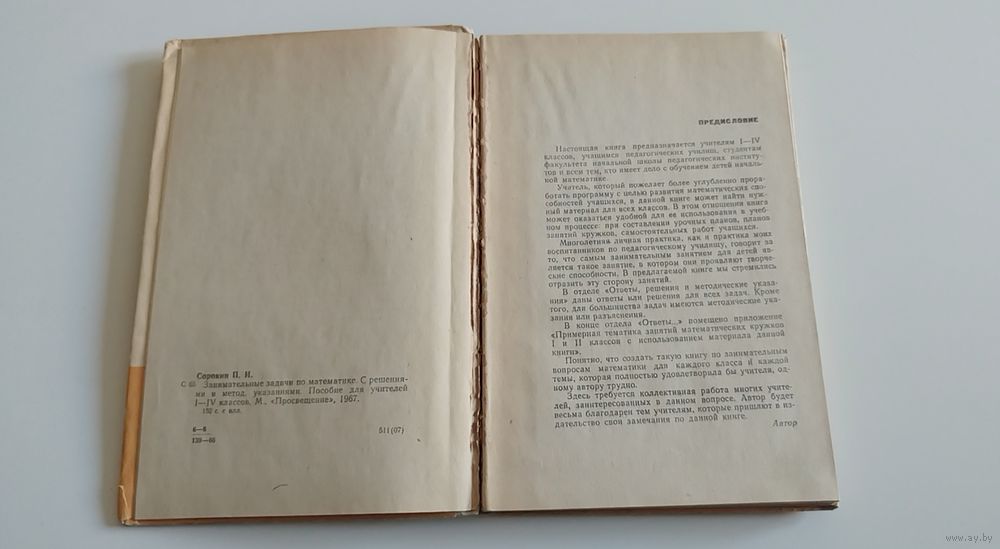 Сорокин П. И.
Занимательные задачи по математике. С решения-
ми и метод. указаниями. Пособие для учителей
I—IV классов. М., «Просвещение», 1967.
152 с. с илл.
6—6
139—66
511(07)
ПРЕДИСЛОВИЕ
Настоящая книга предназначается учителям I—IV
классов, учащимся педагогических училищ, студентам
факультета начальной школы педагогических институ-
тов и всем тем, кто имеет дело с обучением детей началь-
ной математике.
Учитель, который пожелает более углубленно прора-
ботать программу с целью развития математических спо-
собностей учащихся, в данной книге может найти нуж-
ный материал для всех классов. В этом отношении книга
может оказаться удобной для ее использования в учеб-
ном процессе: при составлении урочных планов, планов
занятий кружков, самостоятельных работ учащихся.
Многолетняя личная практика, как и практика моих
воспитанников по педагогическому училищу, говорит за
то, что самым занимательным занятием для детей яв-
ляется такое занятие, в котором они проявляют творче-
ские способности. В предлагаемой книге мы стремились
отразить эту сторону занятий.
В отделе «Ответы, решения и методические указа-
ния» даны ответы или решения для всех задач. Кроме
того, для большинства задач имеются методические ука-
зания или разъяснения.
В конце отдела «Ответы...» помещено приложение
«Примерная тематика занятий математических кружков
I и II классов с использованием материала данной
книги».
Понятно, что создать такую книгу по занимательным
вопросам математики для каждого класса и каждой
темы, которая полностью удовлетворила бы учителя, од-
ному автору трудно.
Здесь требуется коллективная работа многих учите-
лей, заинтересованных в данном вопросе. Автор будет
весьма благодарен тем учителям, которые пришлют в из-
дательство свои замечания по данной книге.
Автор
www.ay.by